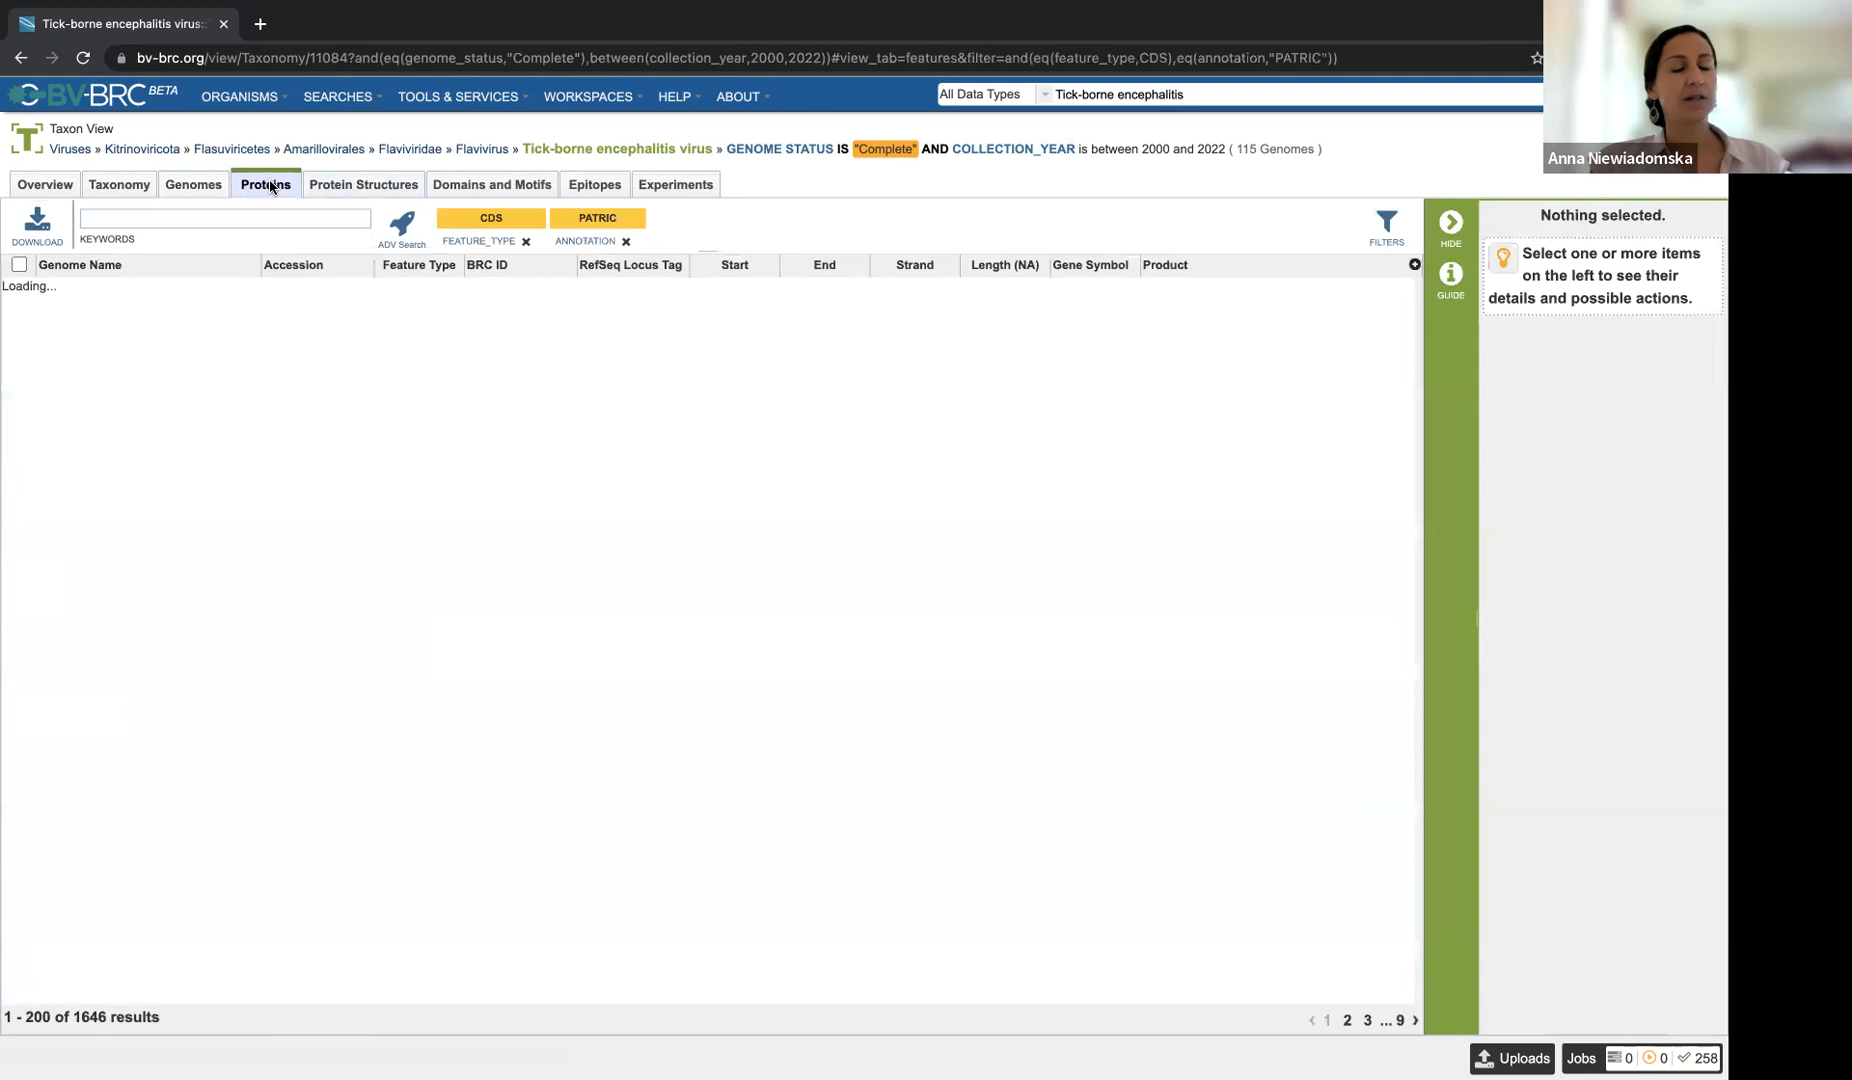 Tick-borne encephalitis virus:
bv-brc.org/view/Taxonomy/11084?and(eq(genome_status,"Complete"),between(collection_year,2000,2022))#view_tab=features&filter=and(eq(feature_type,CDS),eq(annotation,"PATRIC"))
BV-BRC BETA ORGANISMS SEARCHES TOOLS & SERVICES WORKSPACES HELP ABOUT All Data Types Tick-borne encephalitis
Anna Niewiadomska
T Taxon View
Viruses » Kitrinoviricota » Flasuviricetes » Amarillovirales » Flaviviridae » Flavivirus » Tick-borne encephalitis virus » GENOME STATUS IS "Complete" AND COLLECTION_YEAR is between 2000 and 2022 ( 115 Genomes )
Overview Taxonomy Genomes Proteins Protein Structures Domains and Motifs Epitopes Experiments
CDS PATRIC
DOWNLOAD KEYWORDS ADV Search FEATURE_TYPE ANNOTATION FILTERS
Genome Name Accession Feature Type BRC ID RefSeq Locus Tag Start End Strand Length (NA) Gene Symbol Product
Loading...
HIDE
GUIDE
Nothing selected.
Select one or more items
on the left to see their
details and possible actions.
1 - 200 of 1646 results
‹ 1 2 3 ... 9 ›
Uploads Jobs 0 0 258